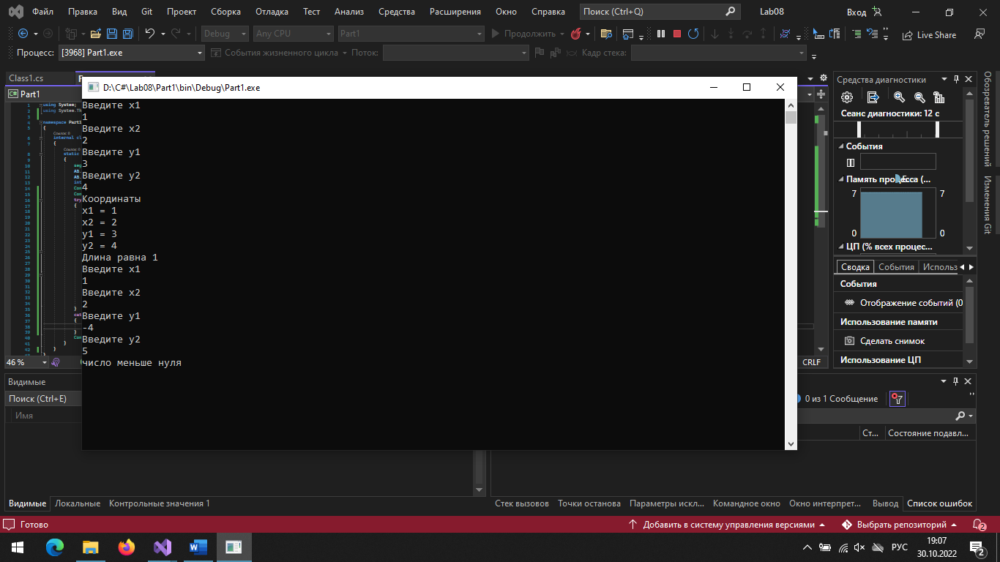 Файл Правка Вид Git Проект Сборка Отладка Тест Анализ Средства Расширения Окно Справка Поиск (Ctrl+Q) Lab08 Вход
Debug Any CPU Part1 Продолжить Live Share
Процесс: [3968] Part1.exe События жизненного цикла Поток: Кадр стека:
Class1.cs
C# Part1
D:\C#\Lab08\Part1\bin\Debug\Part1.exe
Введите x1
1
Введите x2
2
Введите y1
3
Введите y2
4
Координаты
x1 = 1
x2 = 2
y1 = 3
y2 = 4
Длина равна 1
Введите x1
1
Введите x2
2
Введите y1
-4
Введите y2
5
число меньше нуля
using System;
namespace Part1
46 %
CRLF
Средства диагностики
Сеанс диагностики: 12 с
События
Память процесса (...
7 7
0 0
ЦП (% всех процес...
Сводка События Использ
События
Отображение событий (0
Использование памяти
Сделать снимок
Использование ЦП
Обозреватель решений
Изменения Git
Видимые
Поиск (Ctrl+E)
Имя
0 из 1 Сообщение
Ст... Состояние подавл...
Видимые Локальные Контрольные значения 1
Стек вызовов Точки останова Параметры искл... Командное окно Окно интерпрет... Вывод Список ошибок
Готово Добавить в систему управления версиями Выбрать репозиторий 2
РУС 19:07
30.10.2022 2